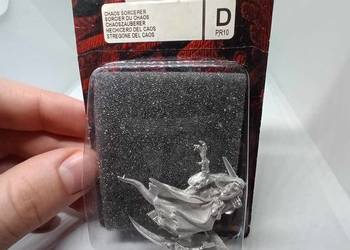 CHAOS SORCERER
SORCIER DU CHAOS
CHAOSZAUBERER
HECHICERO DEL CAOS
STREGONE DEL CAOS
D
PR10